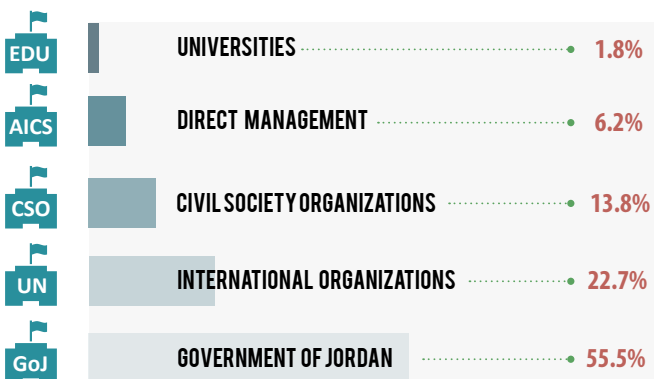 EDU UNIVERSITIES 1.8%
AICS DIRECT MANAGEMENT 6.2%
CSO CIVIL SOCIETY ORGANIZATIONS 13.8%
UN INTERNATIONAL ORGANIZATIONS 22.7%
GoJ GOVERNMENT OF JORDAN 55.5%